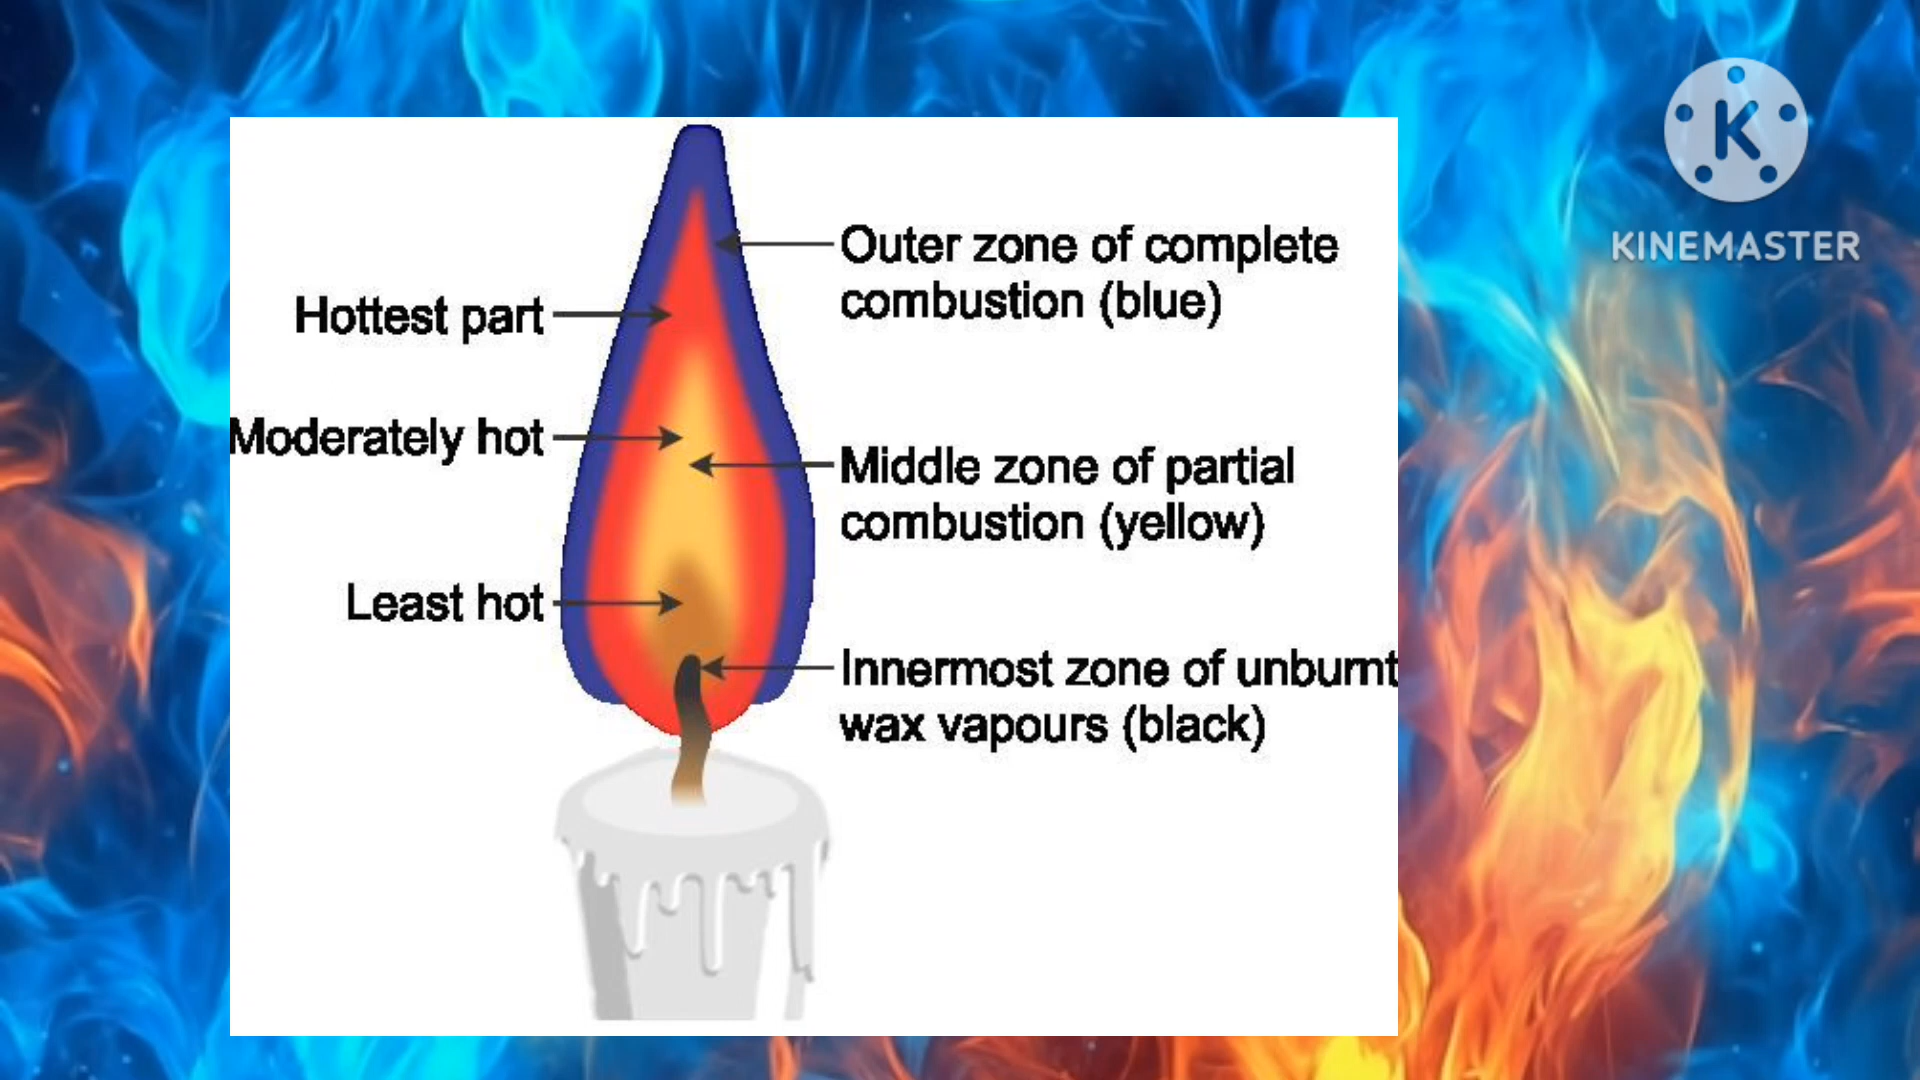 Outer zone of complete
combustion (blue)
Hottest part
Moderately hot
Middle zone of partial
combustion (yellow)
Least hot
Innermost zone of unburnt
wax vapours (black)
K
KINEMASTER